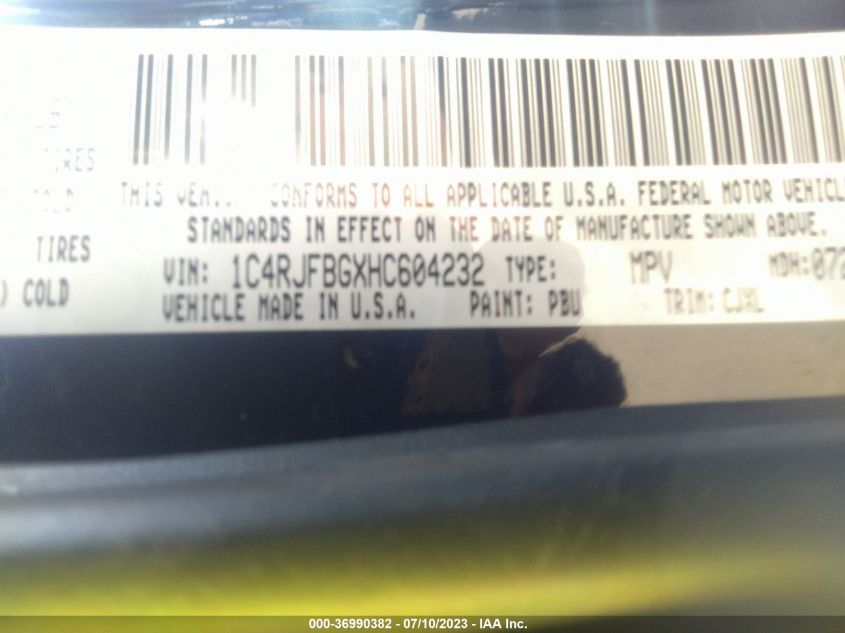 TIRES
COLD
THIS CONFORMS TO ALL APPLICABLE U.S.A. FEDERAL MOTOR VEHICLE
STANDARDS IN EFFECT ON THE DATE OF MANUFACTURE SHOWN ABOVE.
TIRES VIN: 1C4RJFBGXHC604232 TYPE: MPV MDH:072
) COLD VEHICLE MADE IN U.S.A. PAINT: PBU TRIM: CJXL
000-36990382 - 07/10/2023 - IAA Inc.